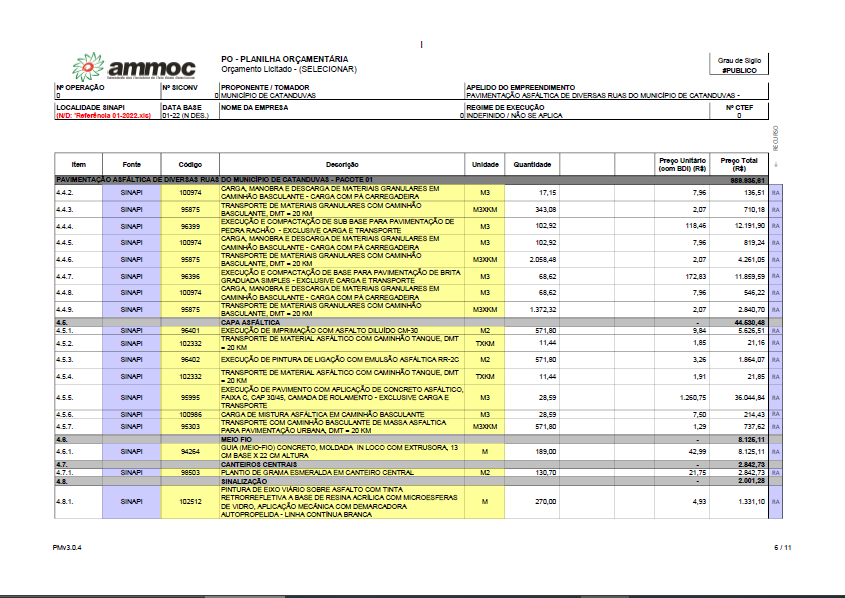 ammoc
PO - PLANILHA ORÇAMENTÁRIA
Orçamento Licitado - (SELECIONAR)
Grau de Sigilo
#PUBLICO
Nº OPERAÇÃO
0
Nº SICONV
0
PROPONENTE / TOMADOR
MUNICÍPIO DE CATANDUVAS
APELIDO DO EMPREENDIMENTO
PAVIMENTAÇÃO ASFÁLTICA DE DIVERSAS RUAS DO MUNICÍPIO DE CATANDUVAS -
LOCALIDADE SINAPI
(N/D: "Referência 01-2022.xls)
DATA BASE
01-22 (N DES.)
NOME DA EMPRESA
0
REGIME DE EXECUÇÃO
INDEFINIDO / NÃO SE APLICA
Nº CTEF
0
RECURSO
Item Fonte Código Descrição Unidade Quantidade Preço Unitário (com BDI) (R$) Preço Total (R$)
PAVIMENTAÇÃO ASFÁLTICA DE DIVERSAS RUAS DO MUNICÍPIO DE CATANDUVAS - PACOTE 01
4.4.2. SINAPI 100974 CARGA, MANOBRA E DESCARGA DE MATERIAIS GRANULARES EM CAMINHÃO BASCULANTE - CARGA COM PÁ CARREGADEIRA M3 17,15 7,96 136,51 RA
4.4.3. SINAPI 95875 TRANSPORTE DE MATERIAIS GRANULARES COM CAMINHÃO BASCULANTE, DMT = 20 KM M3XKM 343,08 2,07 710,18 RA
4.4.4. SINAPI 96399 EXECUÇÃO E COMPACTAÇÃO DE SUB BASE PARA PAVIMENTAÇÃO DE PEDRA RACHÃO - EXCLUSIVE CARGA E TRANSPORTE M3 102,92 118,46 12.191,90 RA
4.4.5. SINAPI 100974 CARGA, MANOBRA E DESCARGA DE MATERIAIS GRANULARES EM CAMINHÃO BASCULANTE - CARGA COM PÁ CARREGADEIRA M3 102,92 7,96 819,24 RA
4.4.6. SINAPI 95875 TRANSPORTE DE MATERIAIS GRANULARES COM CAMINHÃO BASCULANTE, DMT = 20 KM M3XKM 2.058,48 2,07 4.261,05 RA
4.4.7. SINAPI 96396 EXECUÇÃO E COMPACTAÇÃO DE BASE PARA PAVIMENTAÇÃO DE BRITA GRADUADA SIMPLES - EXCLUSIVE CARGA E TRANSPORTE M3 68,62 172,83 11.859,59 RA
4.4.8. SINAPI 100974 CARGA, MANOBRA E DESCARGA DE MATERIAIS GRANULARES EM CAMINHÃO BASCULANTE - CARGA COM PÁ CARREGADEIRA M3 68,62 7,96 546,22 RA
4.4.9. SINAPI 95875 TRANSPORTE DE MATERIAIS GRANULARES COM CAMINHÃO BASCULANTE, DMT = 20 KM M3XKM 1.372,32 2,07 2.840,70 RA
4.5. CAPA ASFÁLTICA - 44.530,48
4.5.1. SINAPI 96401 EXECUÇÃO DE IMPRIMAÇÃO COM ASFALTO DILUÍDO CM-30 M2 571,80 9,84 5.626,51 RA
4.5.2. SINAPI 102332 TRANSPORTE DE MATERIAL ASFÁLTICO COM CAMINHÃO TANQUE, DMT = 20 KM TXKM 11,44 1,85 21,16 RA
4.5.3. SINAPI 96402 EXECUÇÃO DE PINTURA DE LIGAÇÃO COM EMULSÃO ASFÁLTICA RR-2C M2 571,80 3,26 1.864,07 RA
4.5.4. SINAPI 102332 TRANSPORTE DE MATERIAL ASFÁLTICO COM CAMINHÃO TANQUE, DMT = 20 KM TXKM 11,44 1,91 21,85 RA
4.5.5. SINAPI 95995 EXECUÇÃO DE PAVIMENTO COM APLICAÇÃO DE CONCRETO ASFÁLTICO, FAIXA C, CAP 30/45, CAMADA DE ROLAMENTO - EXCLUSIVE CARGA E TRANSPORTE M3 28,59 1.260,75 36.044,84 RA
4.5.6. SINAPI 100986 CARGA DE MISTURA ASFÁLTICA EM CAMINHÃO BASCULANTE M3 28,59 7,50 214,43 RA
4.5.7. SINAPI 95303 TRANSPORTE COM CAMINHÃO BASCULANTE DE MASSA ASFALTICA PARA PAVIMENTAÇÃO URBANA, DMT = 20 KM M3XKM 571,80 1,29 737,62 RA
4.6. MEIO FIO - 8.125,11
4.6.1. SINAPI 94264 GUIA (MEIO-FIO) CONCRETO, MOLDADA IN LOCO COM EXTRUSORA, 13 CM BASE X 22 CM ALTURA M 189,00 42,99 8.125,11 RA
4.7. CANTEIROS CENTRAIS - 2.842,73
4.7.1. SINAPI 98503 PLANTIO DE GRAMA ESMERALDA EM CANTEIRO CENTRAL M2 130,70 21,75 2.842,73 RA
4.8. SINALIZAÇÃO - 2.001,28
4.8.1. SINAPI 102512 PINTURA DE EIXO VIÁRIO SOBRE ASFALTO COM TINTA RETRORREFLETIVA A BASE DE RESINA ACRÍLICA COM MICROESFERAS DE VIDRO, APLICAÇÃO MECÂNICA COM DEMARCADORA AUTOPROPELIDA - LINHA CONTÍNUA BRANCA M 270,00 4,93 1.331,10 RA
PMv3.0.4
6 / 11